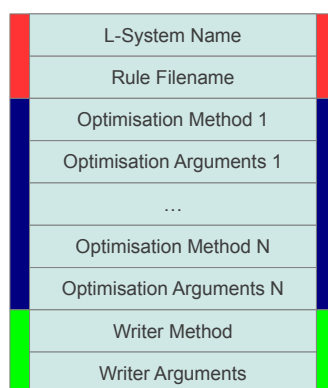 L-System Name
Rule Filename
Optimisation Method 1
Optimisation Arguments 1
…
Optimisation Method N
Optimisation Arguments N
Writer Method
Writer Arguments